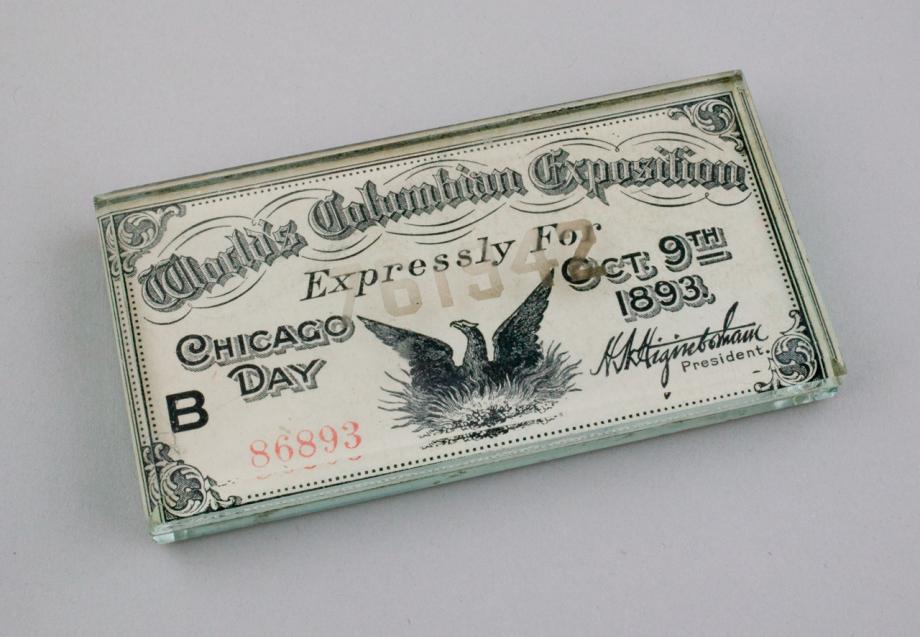 World's Columbian Exposition
Expressly For
761942
CHICAGO
DAY
OCT. 9TH
1893.
H. N. Higinbotham
President.
B
86893